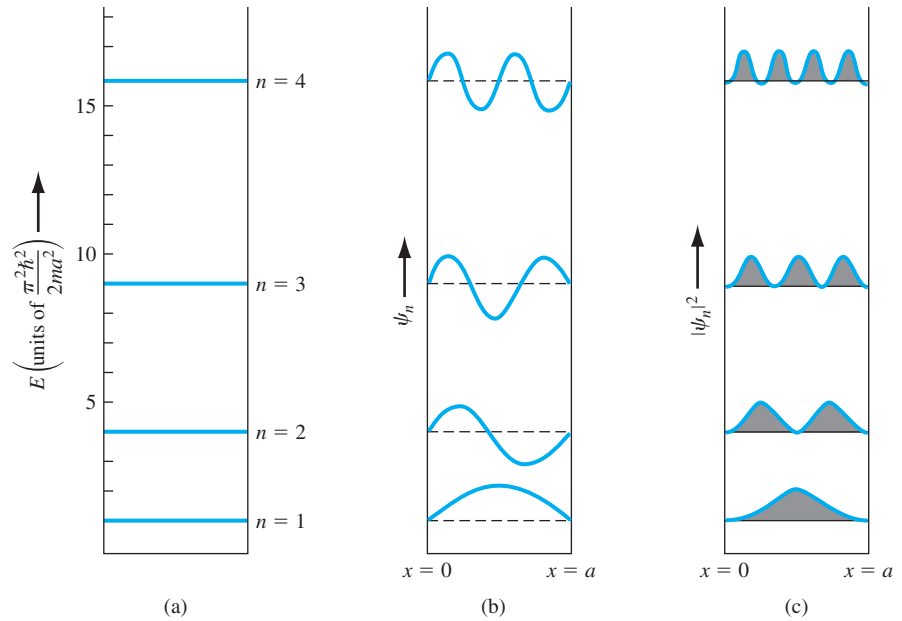 E (units of π²ħ²/2ma²)
15
10
5
n = 4
n = 3
n = 2
n = 1
(a)
ψₙ
x = 0
x = a
(b)
|ψₙ|²
x = 0
x = a
(c)